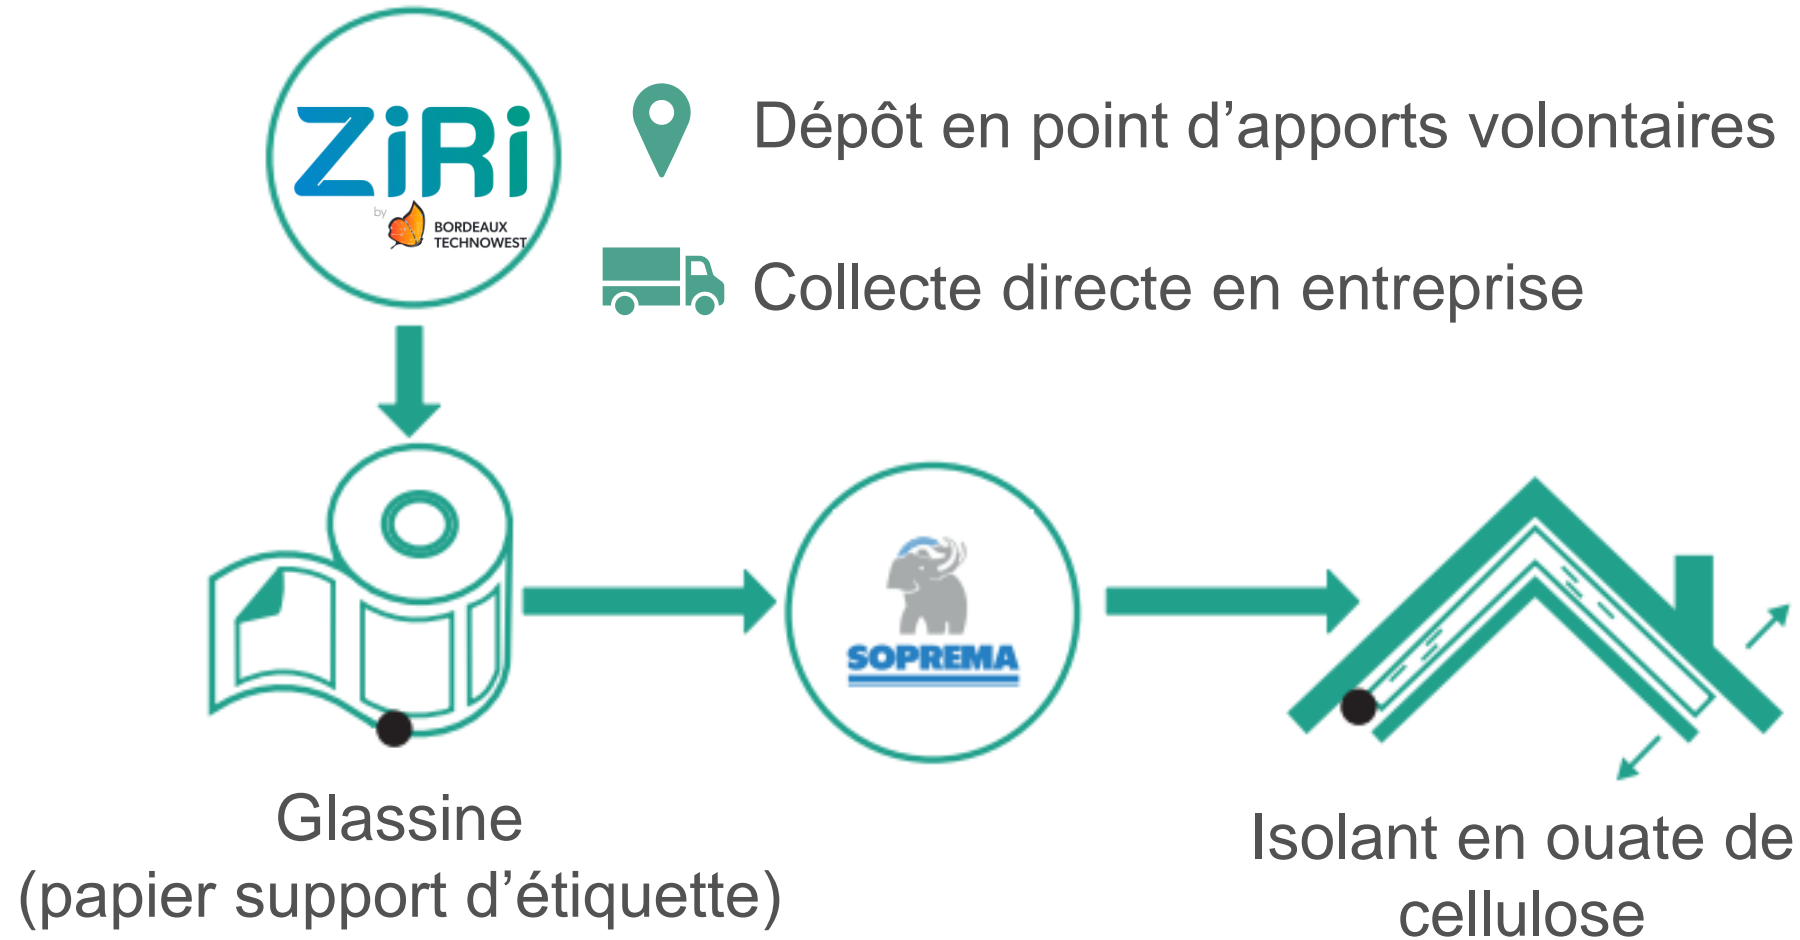 ZiRi
by
BORDEAUX
TECHNOWEST
Dépôt en point d’apports volontaires
Collecte directe en entreprise
SOPREMA
Glassine
(papier support d’étiquette)
Isolant en ouate de
cellulose